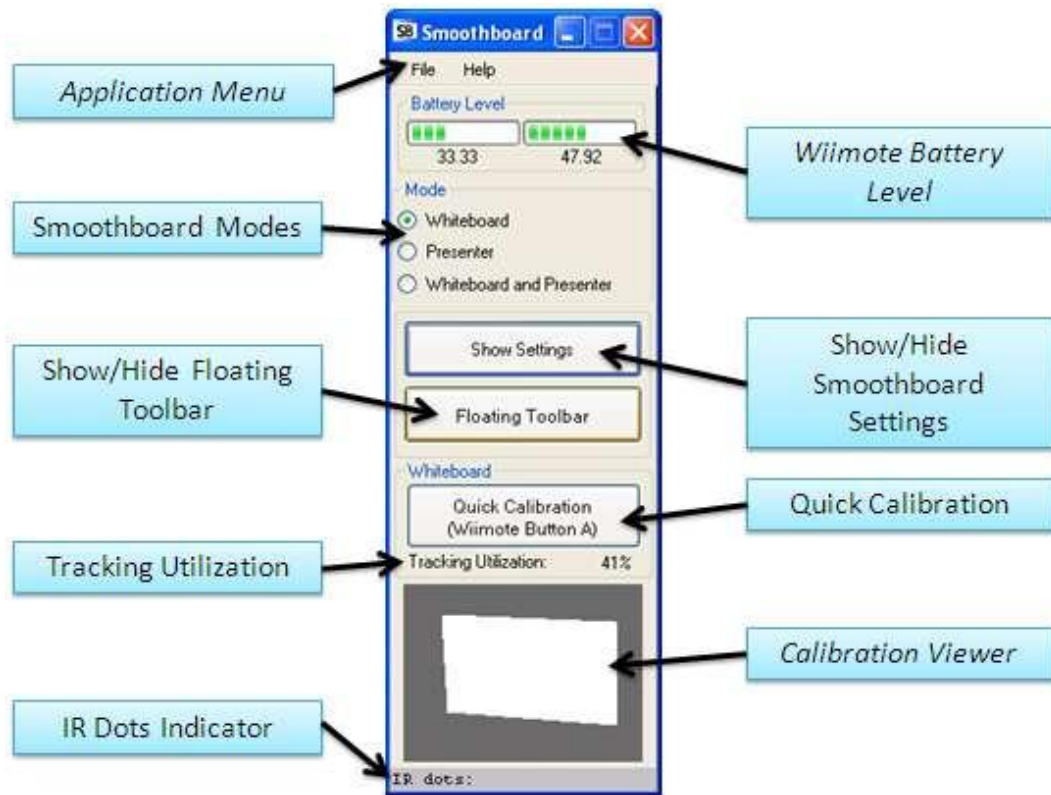 SB Smoothboard
File Help
Application Menu
Battery Level
33.33 47.92
Wiimote Battery
Level
Mode
Whiteboard
Presenter
Whiteboard and Presenter
Smoothboard Modes
Show Settings
Show/Hide
Smoothboard
Settings
Show/Hide Floating
Toolbar
Floating Toolbar
Whiteboard
Quick Calibration
(Wiimote Button A)
Quick Calibration
Tracking Utilization
Tracking Utilization: 41%
Calibration Viewer
IR Dots Indicator
IR dots: